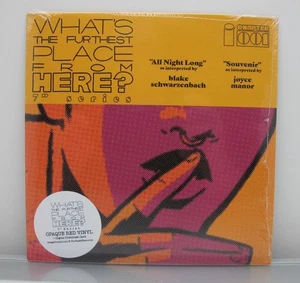 WHAT'S
THE FURTHEST
PLACE
FROM
HERE?
7" series
"All Night Long"
as interpreted by
blake
schwarzenbach
"Souvenir"
as interpreted by
joyce
manor
001
WHAT'S
THE FURTHEST
PLACE
FROM
HERE?
OPAQUE RED VINYL